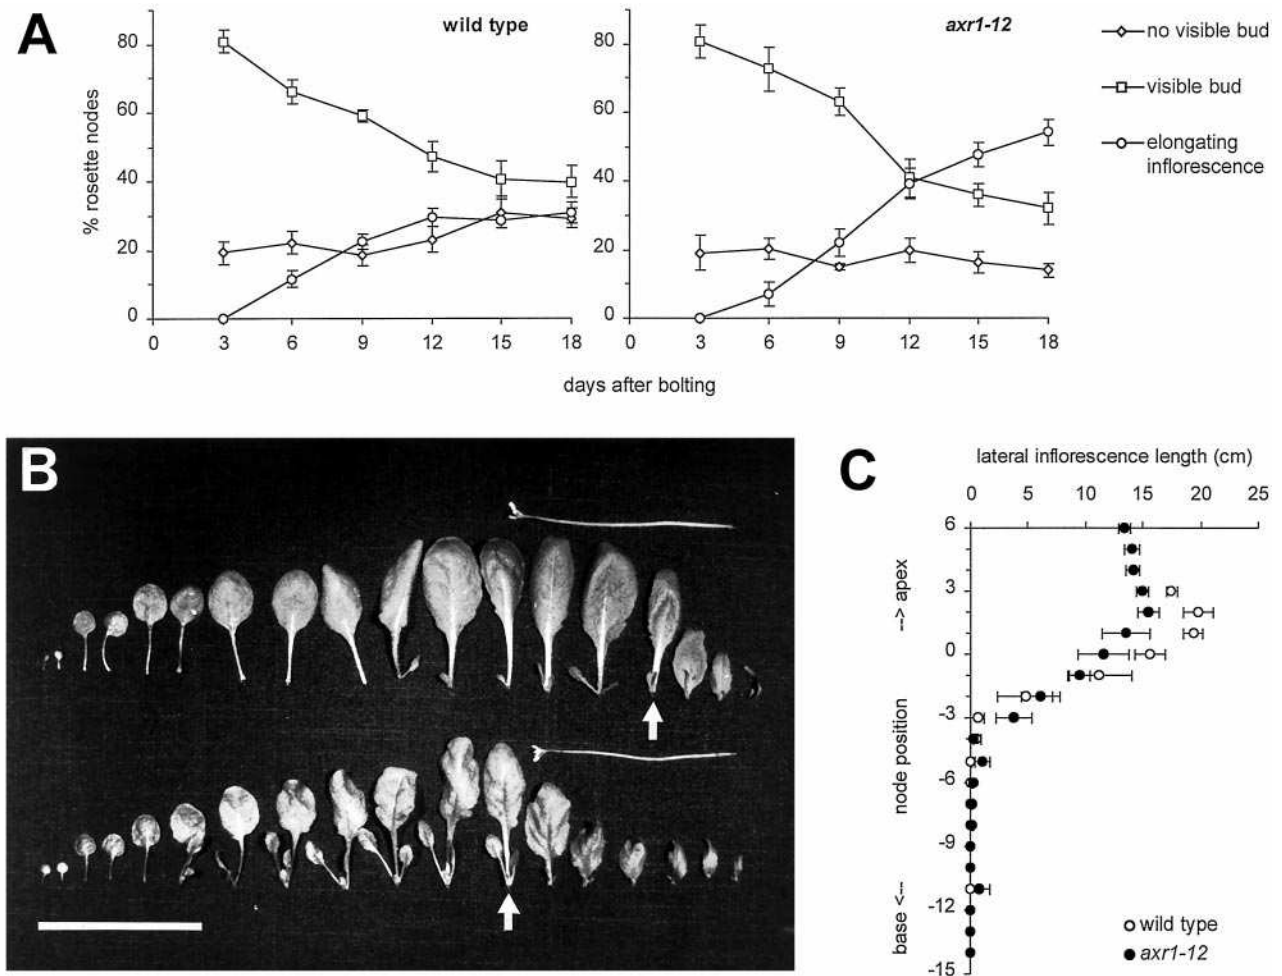 A
wild type
axr1-12
no visible bud
visible bud
elongating
inflorescence
% rosette nodes
80
60
40
20
0
0 3 6 9 12 15 18
80
60
40
20
0
0 3 6 9 12 15 18
days after bolting
B
C
lateral inflorescence length (cm)
0 5 10 15 20 25
6
3
0
-3
-6
-9
-12
-15
--> apex
node position
base <--
wild type
axr1-12